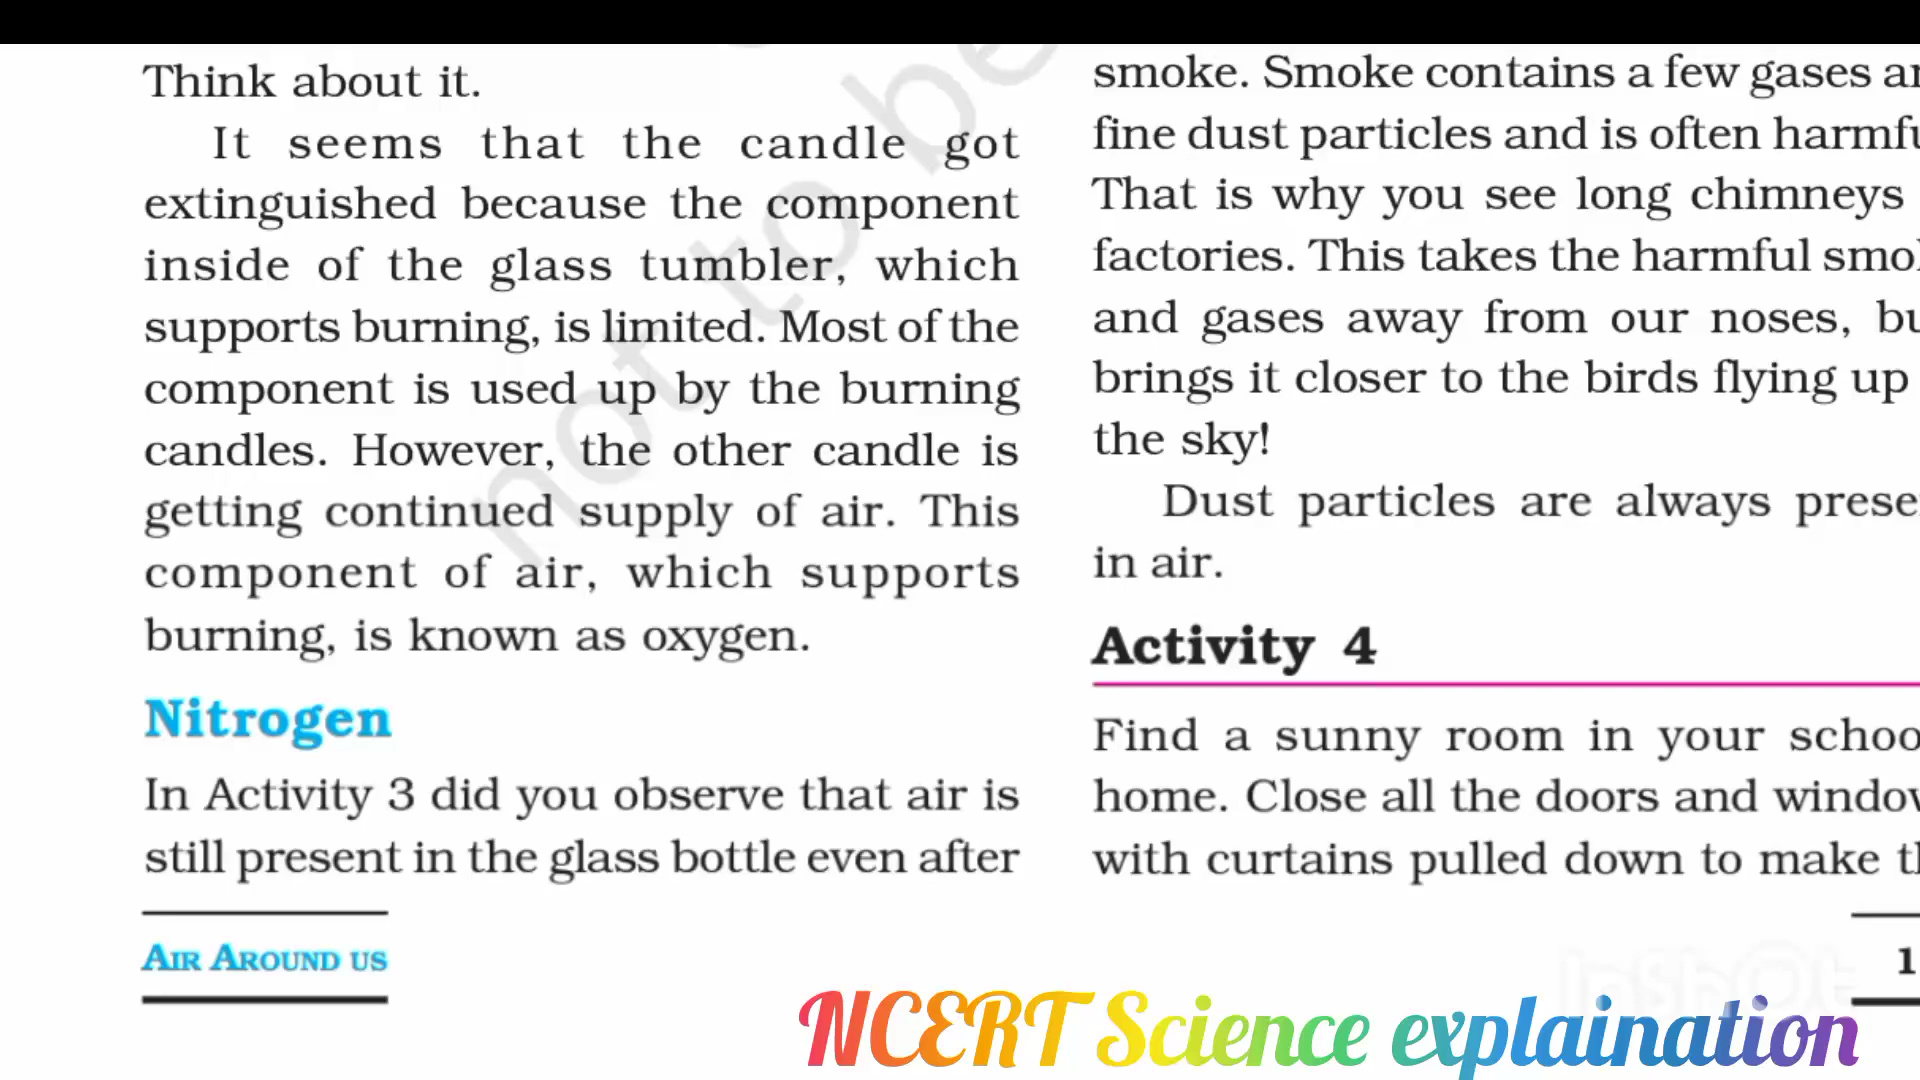 Think about it.
It seems that the candle got
extinguished because the component
inside of the glass tumbler, which
supports burning, is limited. Most of the
component is used up by the burning
candles. However, the other candle is
getting continued supply of air. This
component of air, which supports
burning, is known as oxygen.
Nitrogen
In Activity 3 did you observe that air is
still present in the glass bottle even after
AIR AROUND US
smoke. Smoke contains a few gases
fine dust particles and is often
That is why you see long chimneys
factories. This takes the harmful
and gases away from our noses,
brings it closer to the birds flying up
the sky!
Dust particles are always
in air.
Activity 4
Find a sunny room in your
home. Close all the doors and
with curtains pulled down to make
1
not to be
InShOt
NCERT Science explaination